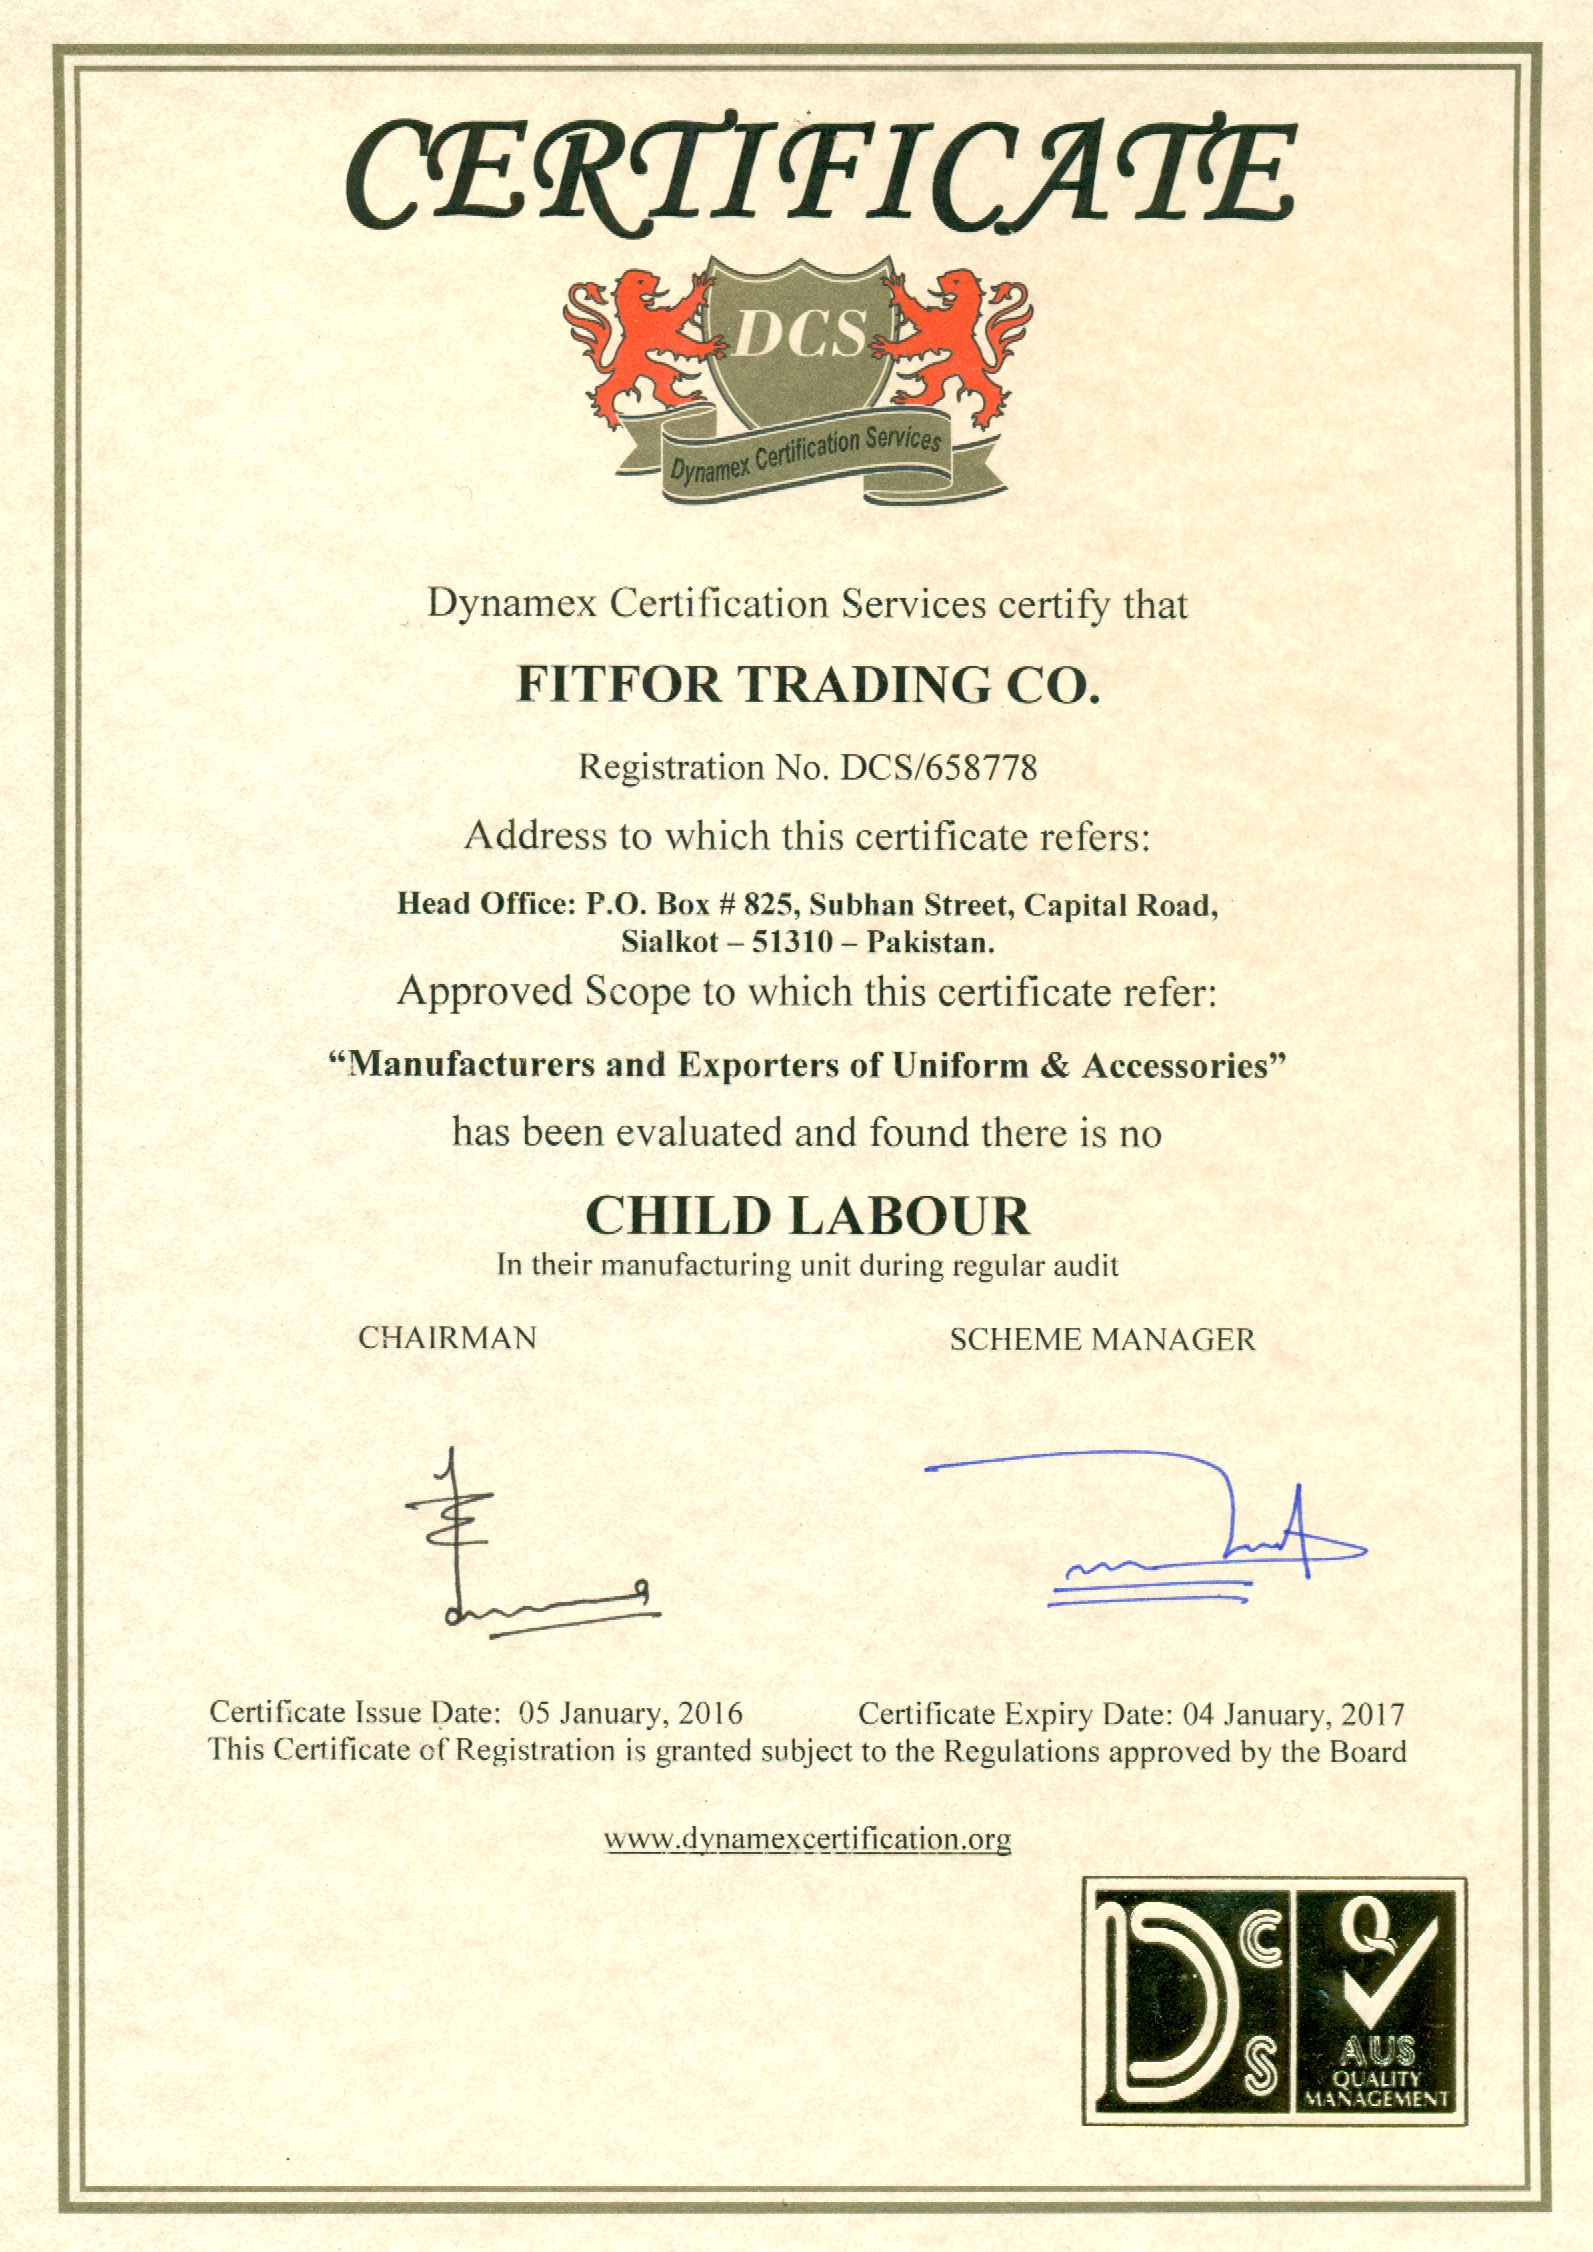 CERTIFICATE
DCS
Dynamex Certification Services
Dynamex Certification Services certify that
FITFOR TRADING CO.
Registration No. DCS/658778
Address to which this certificate refers:
Head Office: P.O. Box # 825, Subhan Street, Capital Road,
Sialkot – 51310 – Pakistan.
Approved Scope to which this certificate refer:
“Manufacturers and Exporters of Uniform & Accessories”
has been evaluated and found there is no
CHILD LABOUR
In their manufacturing unit during regular audit
CHAIRMAN SCHEME MANAGER
Certificate Issue Date: 05 January, 2016 Certificate Expiry Date: 04 January, 2017
This Certificate of Registration is granted subject to the Regulations approved by the Board
www.dynamexcertification.org
DCS
Q
AUS
QUALITY
MANAGEMENT